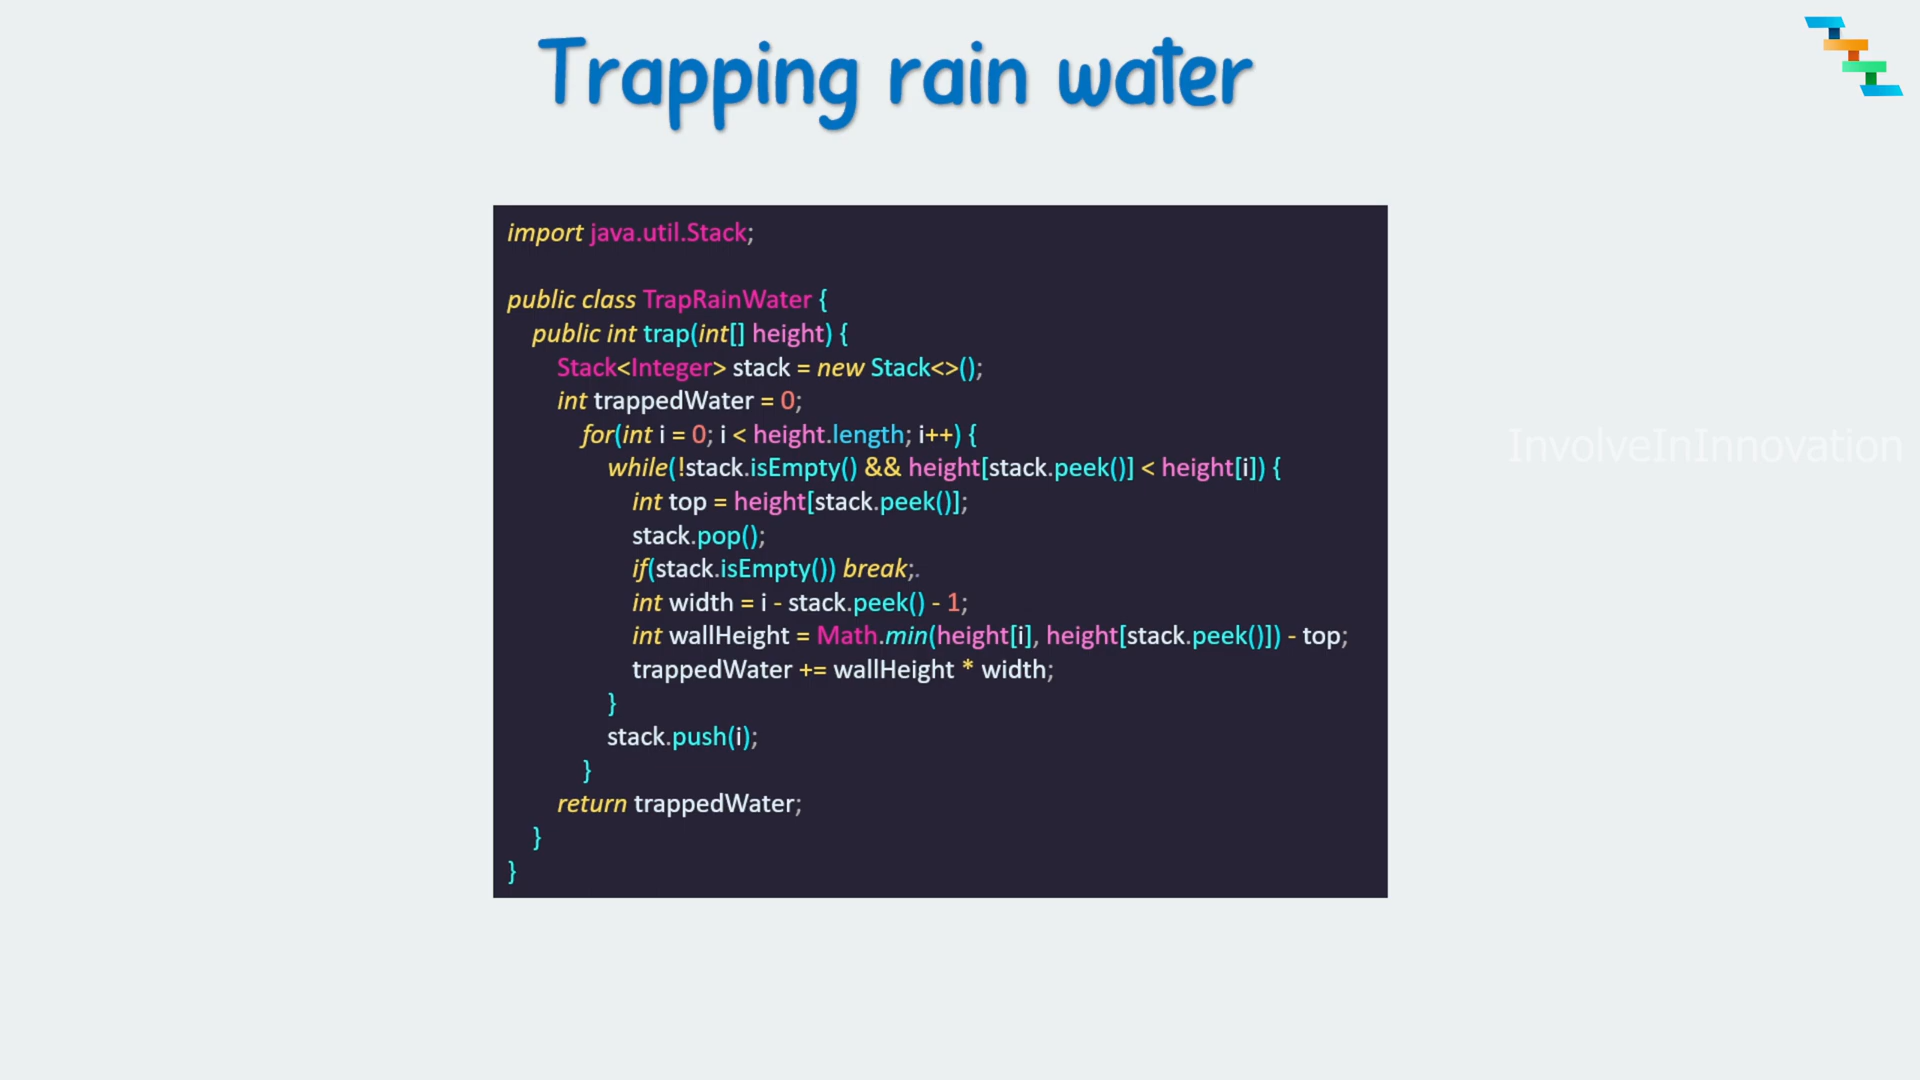 Trapping rain water
import java.util.Stack;
public class TrapRainWater {
public int trap(int[] height) {
Stack<Integer> stack = new Stack<>();
int trappedWater = 0;
for(int i = 0; i < height.length; i++) {
while(!stack.isEmpty() && height[stack.peek()] < height[i]) {
int top = height[stack.peek()];
stack.pop();
if(stack.isEmpty()) break;.
int width = i - stack.peek() - 1;
int wallHeight = Math.min(height[i], height[stack.peek()]) - top;
trappedWater += wallHeight * width;
}
stack.push(i);
}
return trappedWater;
}
}
InvolveInInnovation